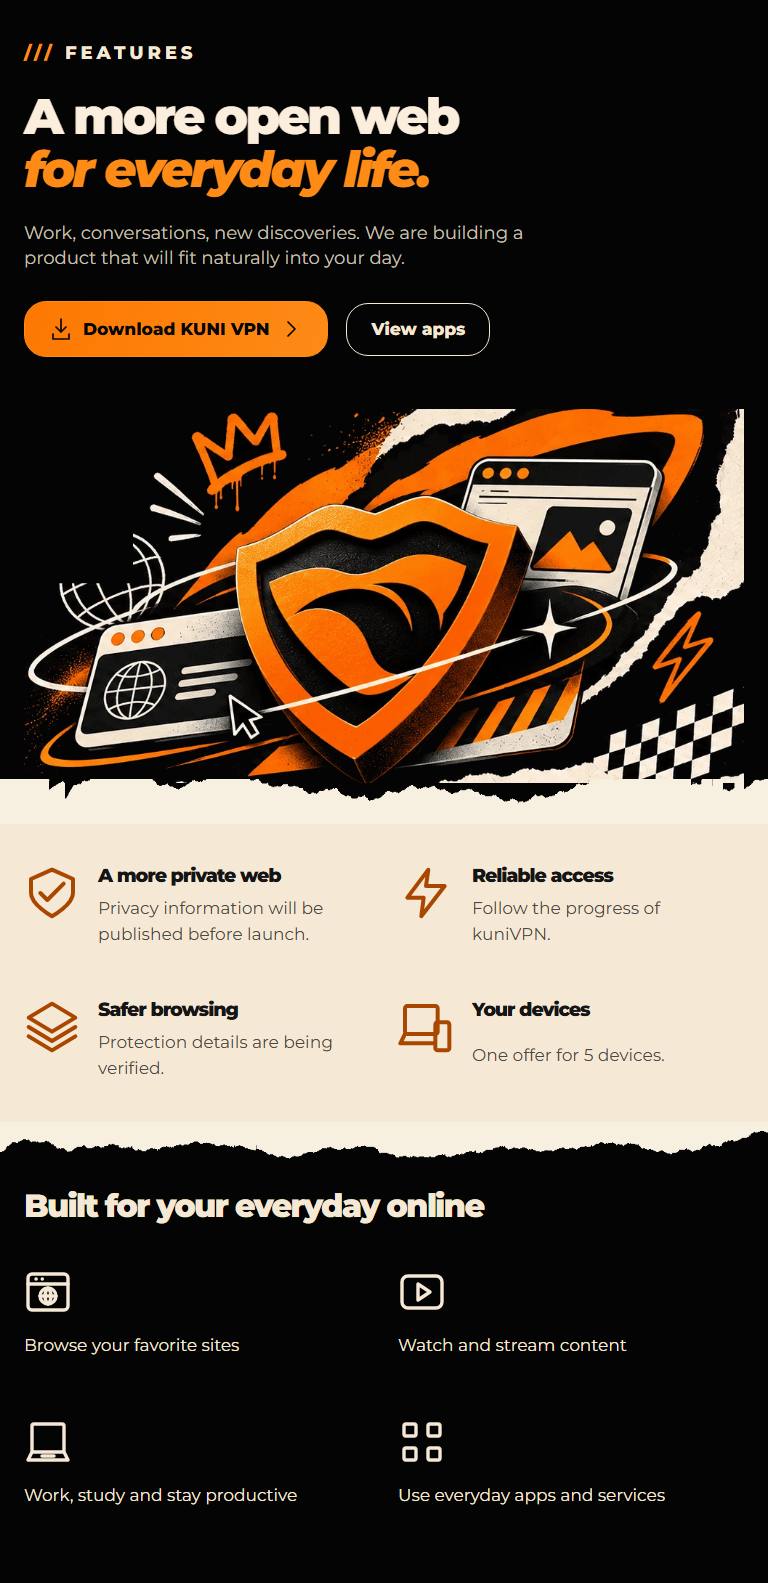 /// FEATURES
A more open web
for everyday life.
Work, conversations, new discoveries. We are building a
product that will fit naturally into your day.
Download KUNI VPN
View apps
A more private web
Privacy information will be
published before launch.
Reliable access
Follow the progress of
kuniVPN.
Safer browsing
Protection details are being
verified.
Your devices
One offer for 5 devices.
Built for your everyday online
Browse your favorite sites
Watch and stream content
Work, study and stay productive
Use everyday apps and services